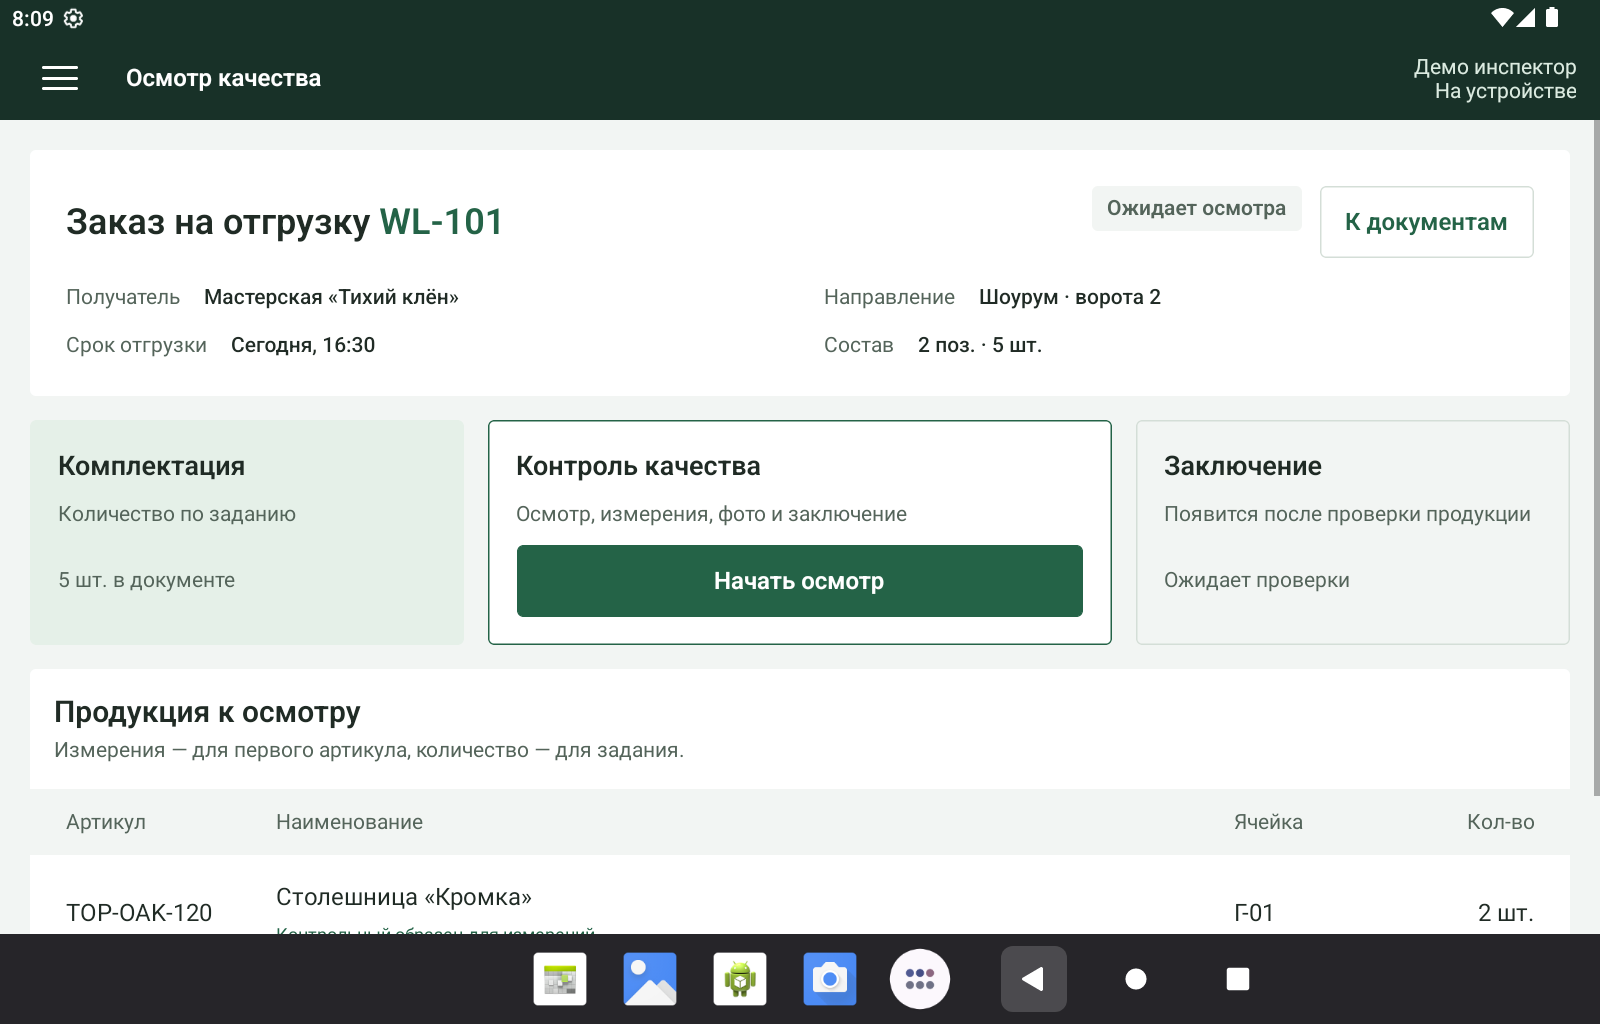 8:09
Осмотр качества
Демо инспектор
На устройстве
Заказ на отгрузку WL-101
Ожидает осмотра
К документам
Получатель Мастерская «Тихий клён»
Направление Шоурум · ворота 2
Срок отгрузки Сегодня, 16:30
Состав 2 поз. · 5 шт.
Комплектация
Количество по заданию
5 шт. в документе
Контроль качества
Осмотр, измерения, фото и заключение
Начать осмотр
Заключение
Появится после проверки продукции
Ожидает проверки
Продукция к осмотру
Измерения — для первого артикула, количество — для задания.
Артикул Наименование Ячейка Кол-во
TOP-OAK-120 Столешница «Кромка» Г-01 2 шт.
Контрольный образец для измерений